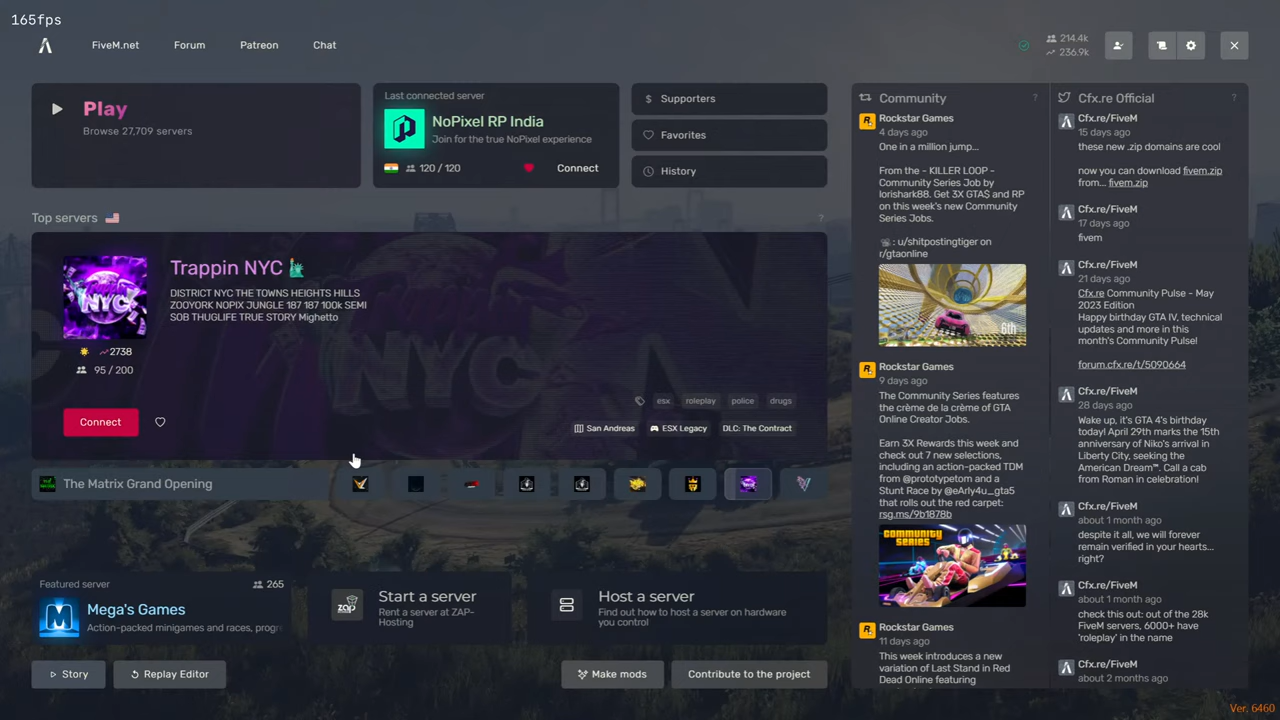 165fps
FiveM.net
Forum
Patreon
Chat
214.4k
236.9k
Play
Browse 27,709 servers
Last connected server
NoPixel RP India
Join for the true NoPixel experience
120 / 120
Connect
$ Supporters
Favorites
History
Top servers
?
Trappin NYC
DISTRICT NYC THE TOWNS HEIGHTS HILLS
ZOOYORK NOPIX JUNGLE 187 187 100k SEMI
SOB THUGLIFE TRUE STORY Mighetto
NYC
2738
95 / 200
Connect
esx
roleplay
police
drugs
San Andreas
ESX Legacy
DLC: The Contract
The Matrix Grand Opening
Featured server
265
Mega's Games
Action-packed minigames and races, progr
ZAP
Start a server
Rent a server at ZAP-
Hosting
Host a server
Find out how to host a server on hardware
you control
Story
Replay Editor
Make mods
Contribute to the project
Community
?
Rockstar Games
4 days ago
One in a million jump...
From the - KILLER LOOP -
Community Series Job by
lorishark88. Get 3X GTA$ and RP
on this week's new Community
Series Jobs.
: u/shitpostingtiger on
r/gtaonline
6th
Rockstar Games
9 days ago
The Community Series features
the crème de la crème of GTA
Online Creator Jobs.
Earn 3X Rewards this week and
check out 7 new selections,
including an action-packed TDM
from @prototypetom and a
Stunt Race by @eArly4u_gta5
that rolls out the red carpet:
rsg.ms/9b1878b
COMMUNITY
SERIES
Rockstar Games
11 days ago
This week introduces a new
variation of Last Stand in Red
Dead Online featuring
Cfx.re Official
?
Cfx.re/FiveM
15 days ago
these new .zip domains are cool
now you can download fivem.zip
from... fivem.zip
Cfx.re/FiveM
17 days ago
fivem
Cfx.re/FiveM
21 days ago
Cfx.re Community Pulse - May
2023 Edition
Happy birthday GTA IV, technical
updates and more in this
month's Community Pulse!
forum.cfx.re/t/5090664
Cfx.re/FiveM
28 days ago
Wake up, it's GTA 4's birthday
today! April 29th marks the 15th
anniversary of Niko's arrival in
Liberty City, seeking the
American Dream™. Call a cab
from Roman in celebration!
Cfx.re/FiveM
about 1 month ago
despite it all, we will forever
remain verified in your hearts...
right?
Cfx.re/FiveM
about 1 month ago
check this out: out of the 28k
FiveM servers, 6000+ have
'roleplay' in the name
Cfx.re/FiveM
about 2 months ago
Ver. 6460